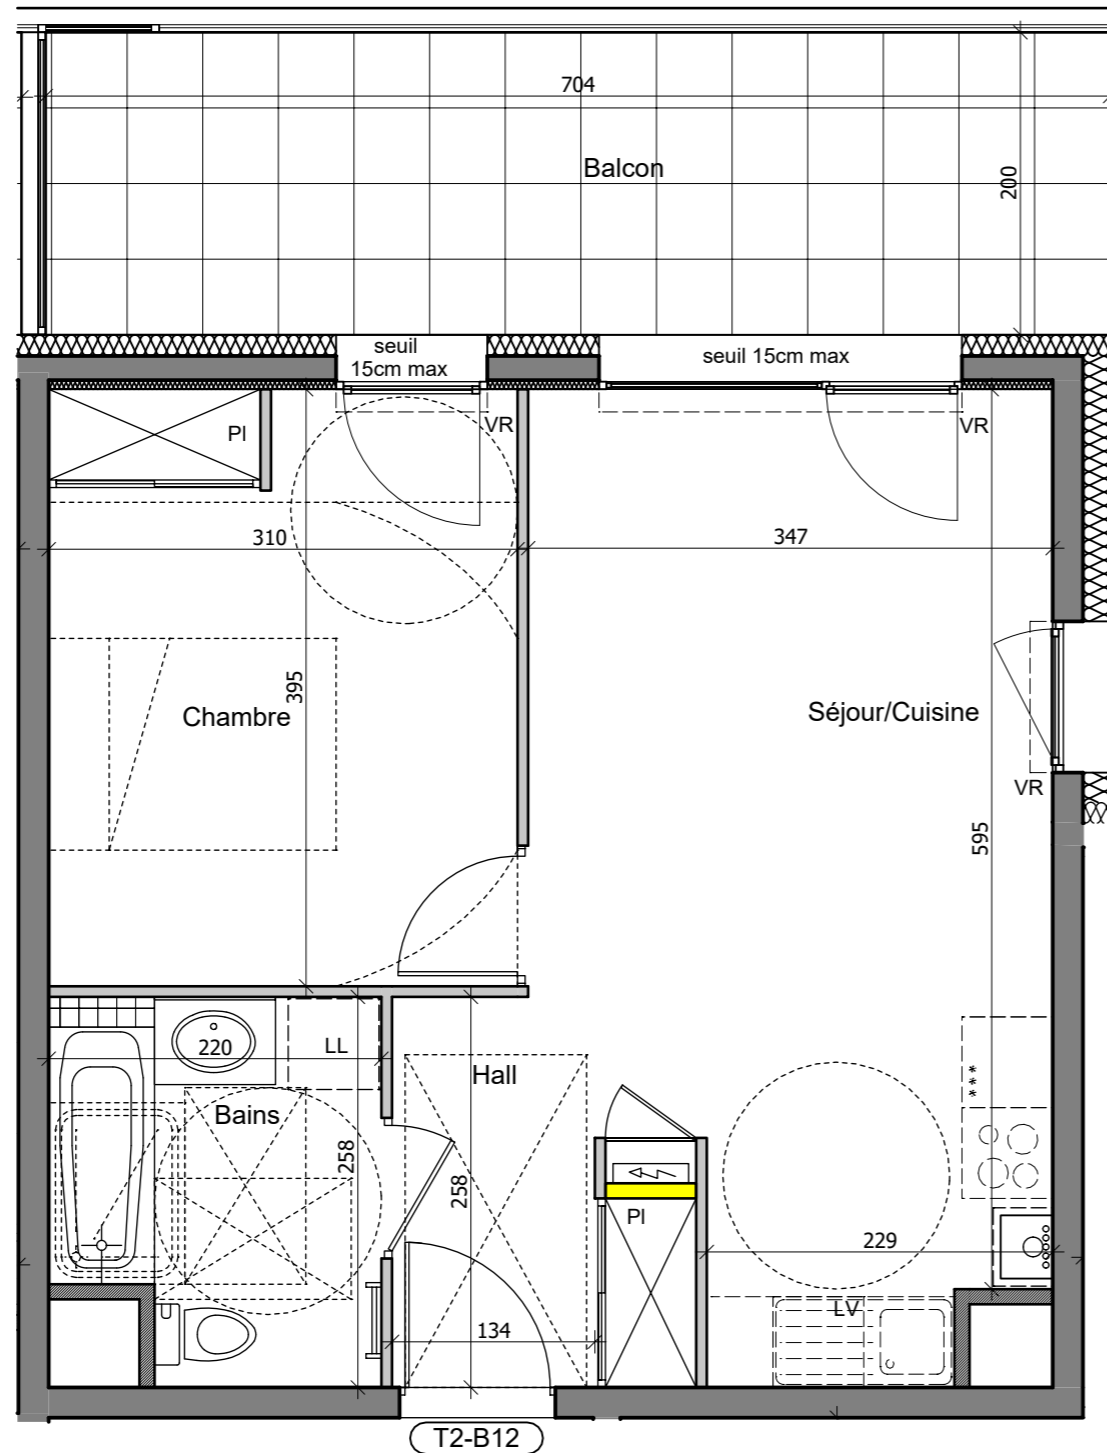 704
Balcon
200
seuil
15cm max
seuil 15cm max
Pl
VR
VR
310
347
395
Chambre
Séjour/Cuisine
VR
595
220
LL
Hall
***
Bains
258
258
Pl
229
LV
134
T2-B12